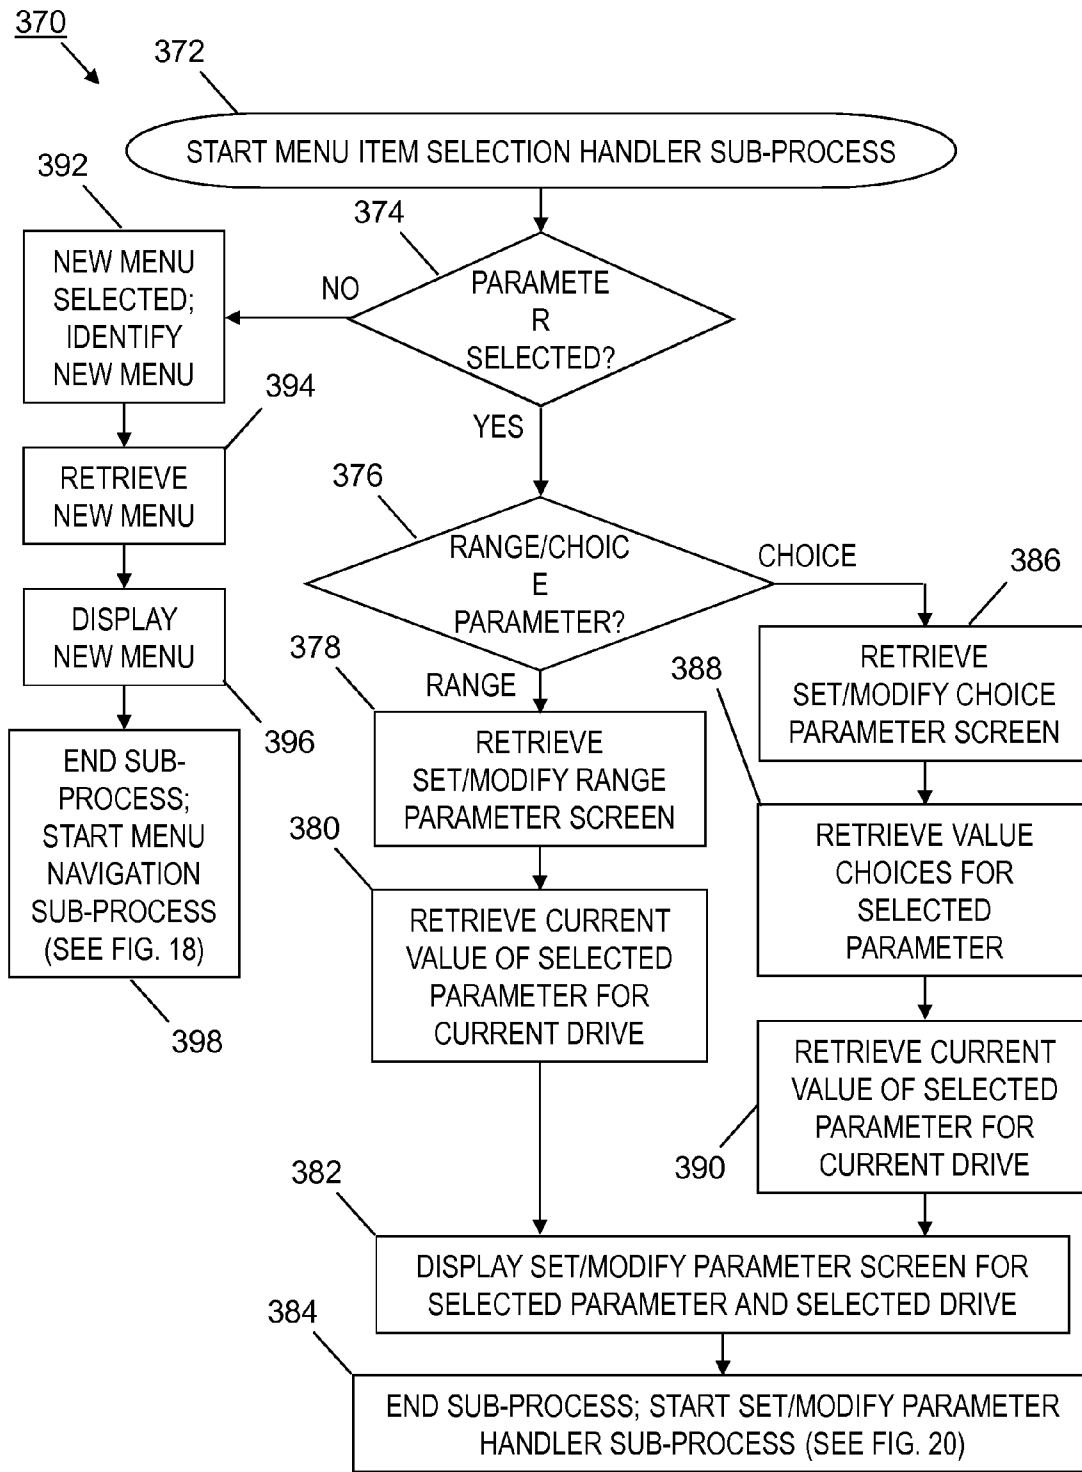 370
372
START MENU ITEM SELECTION HANDLER SUB-PROCESS
392
374
NEW MENU
SELECTED;
IDENTIFY
NEW MENU
NO
PARAMETE
R
SELECTED?
YES
394
RETRIEVE
NEW MENU
376
RANGE/CHOIC
E
PARAMETER?
CHOICE
386
DISPLAY
NEW MENU
396
378
RANGE
388
RETRIEVE
SET/MODIFY CHOICE
PARAMETER SCREEN
RETRIEVE
SET/MODIFY RANGE
PARAMETER SCREEN
END SUB-
PROCESS;
START MENU
NAVIGATION
SUB-PROCESS
(SEE FIG. 18)
398
380
RETRIEVE VALUE
CHOICES FOR
SELECTED
PARAMETER
RETRIEVE CURRENT
VALUE OF SELECTED
PARAMETER FOR
CURRENT DRIVE
RETRIEVE CURRENT
VALUE OF SELECTED
PARAMETER FOR
CURRENT DRIVE
390
382
DISPLAY SET/MODIFY PARAMETER SCREEN FOR
SELECTED PARAMETER AND SELECTED DRIVE
384
END SUB-PROCESS; START SET/MODIFY PARAMETER
HANDLER SUB-PROCESS (SEE FIG. 20)